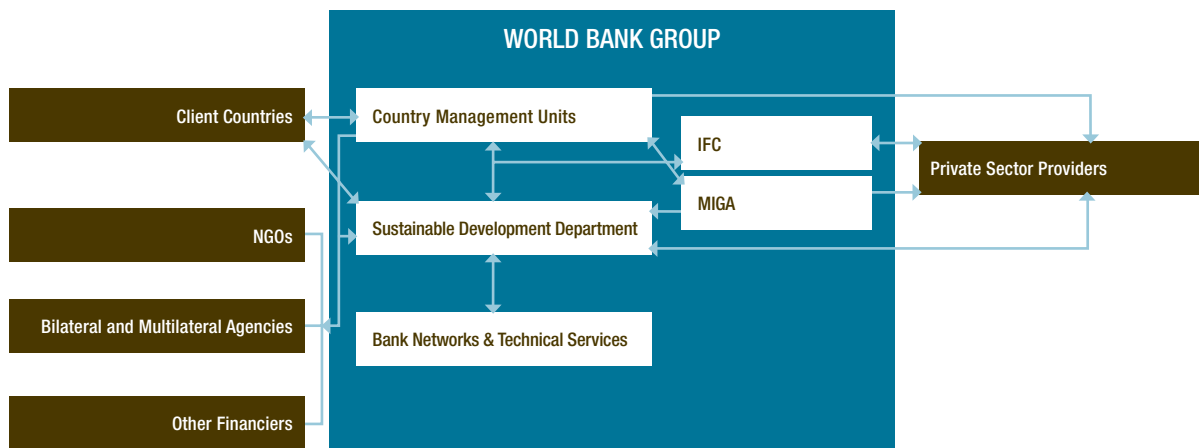 WORLD BANK GROUP
Client Countries
Country Management Units
IFC
Private Sector Providers
MIGA
NGOs
Sustainable Development Department
Bilateral and Multilateral Agencies
Bank Networks & Technical Services
Other Financiers